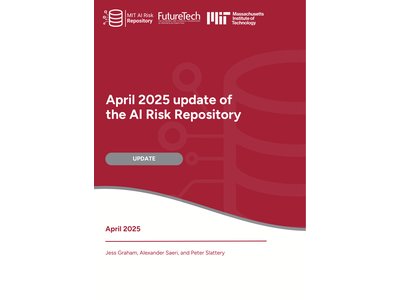 MIT AI Risk
Repository
FutureTech
MIT
Massachusetts
Institute of
Technology
April 2025 update of
the AI Risk Repository
UPDATE
April 2025
Jess Graham, Alexander Saeri, and Peter Slattery